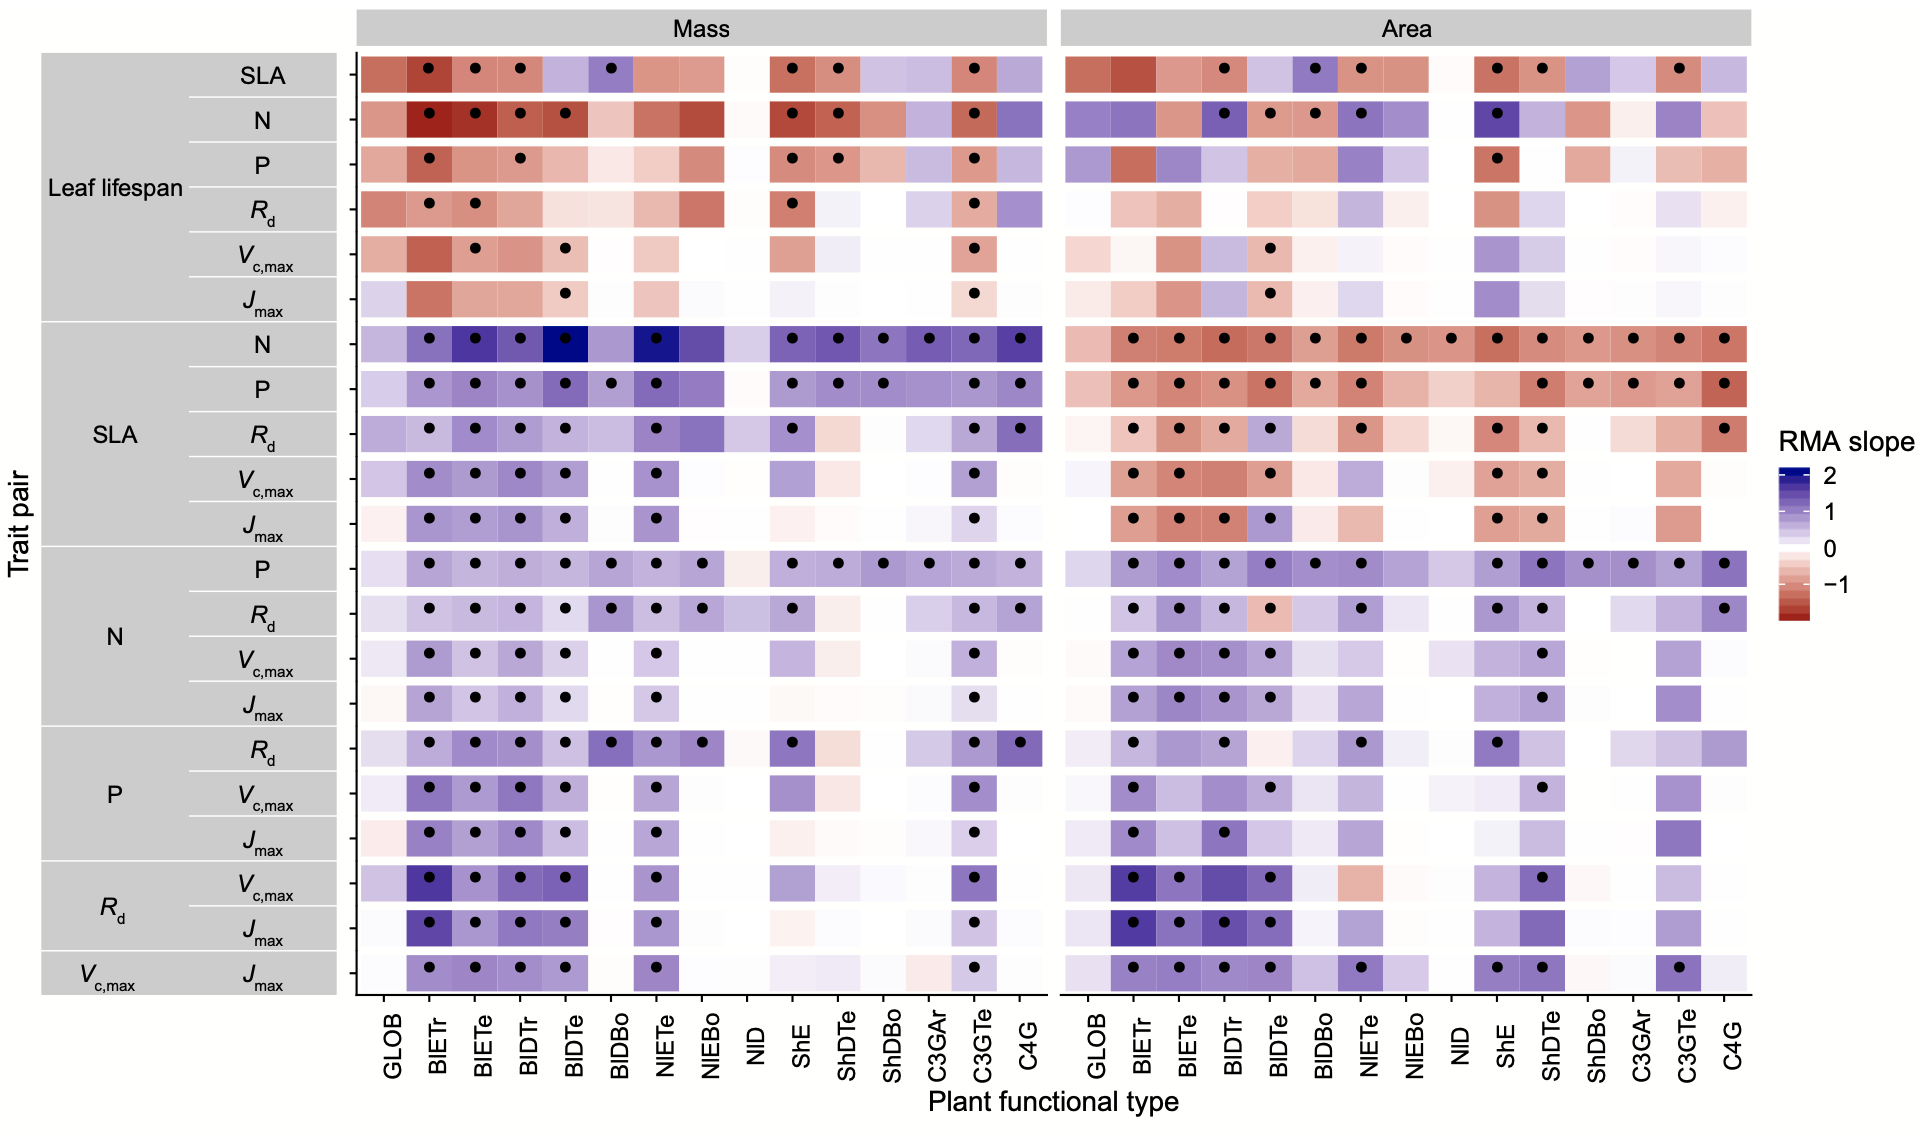 Mass
Area
Trait pair
Leaf lifespan
SLA
N
P
Rd
Vc,max
Jmax
SLA
N
P
Rd
Vc,max
Jmax
N
P
Rd
Vc,max
Jmax
P
Rd
Vc,max
Jmax
Rd
Vc,max
Jmax
Vc,max
Jmax
GLOB
BlETr
BlETe
BlDTr
BlDTe
BlDBo
NlETe
NlEBo
NlD
ShE
ShDTe
ShDBo
C3GAr
C3GTe
C4G
GLOB
BlETr
BlETe
BlDTr
BlDTe
BlDBo
NlETe
NlEBo
NlD
ShE
ShDTe
ShDBo
C3GAr
C3GTe
C4G
Plant functional type
RMA slope
2
1
0
−1